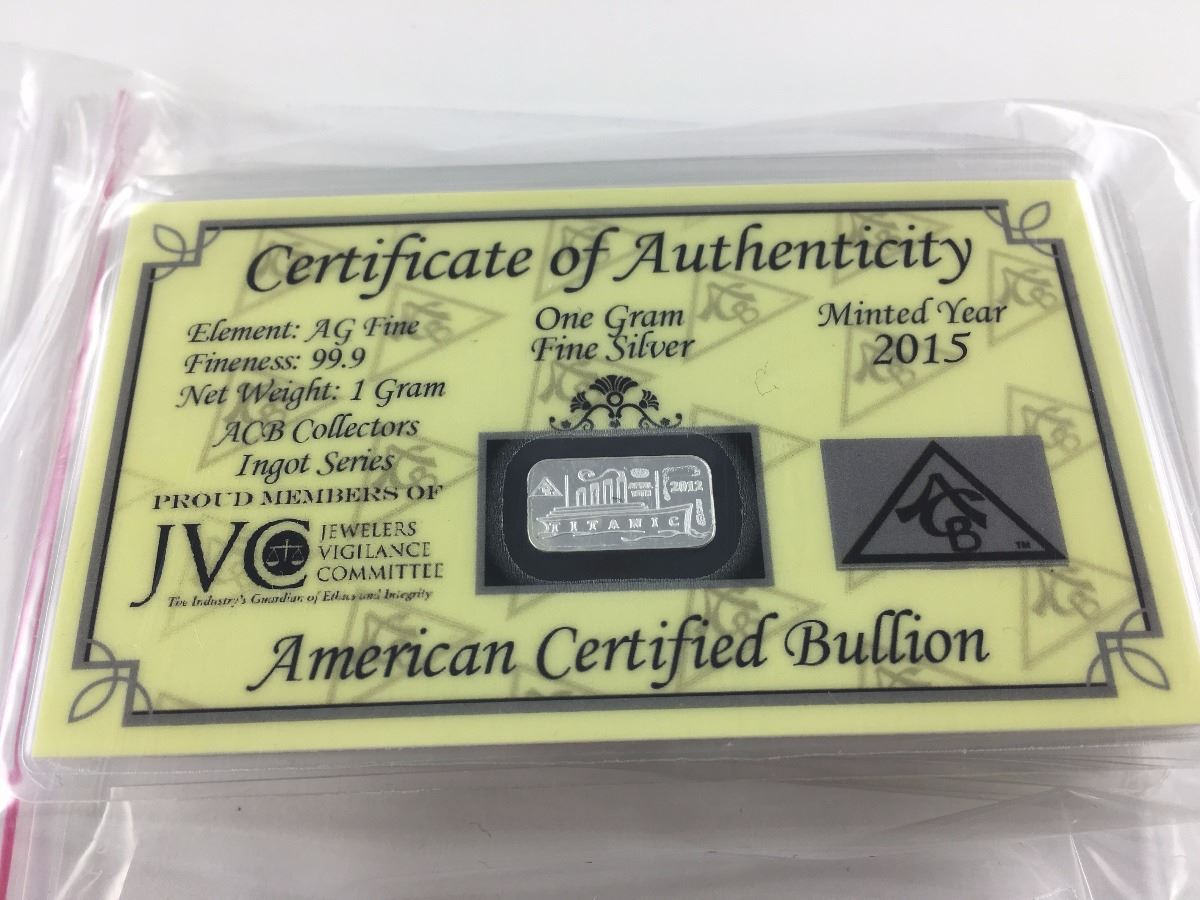 Certificate of Authenticity
Element: AG Fine
Fineness: 99.9
Net Weight: 1 Gram
ACB Collectors
Ingot Series
PROUD MEMBERS OF
JVC
JEWELERS
VIGILANCE
COMMITTEE
The Industry's Guardian of Ethics and Integrity
One Gram
Fine Silver
2012
TITANIC
Minted Year
2015
ACB
TM
American Certified Bullion